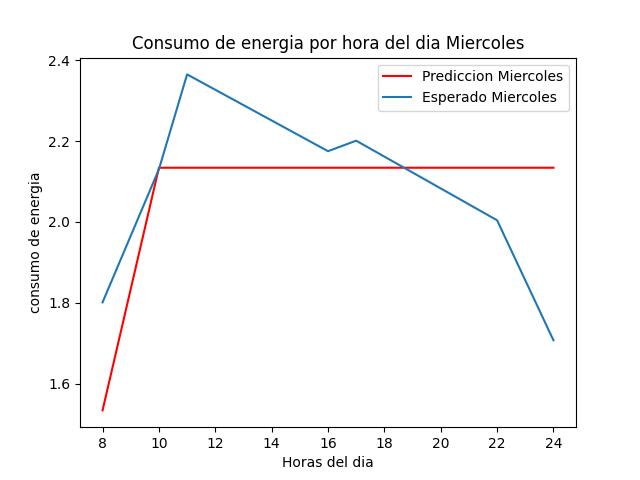 Consumo de energia por hora del dia Miercoles
Prediccion Miercoles
Esperado Miercoles
consumo de energia
2.4
2.2
2.0
1.8
1.6
8 10 12 14 16 18 20 22 24
Horas del dia